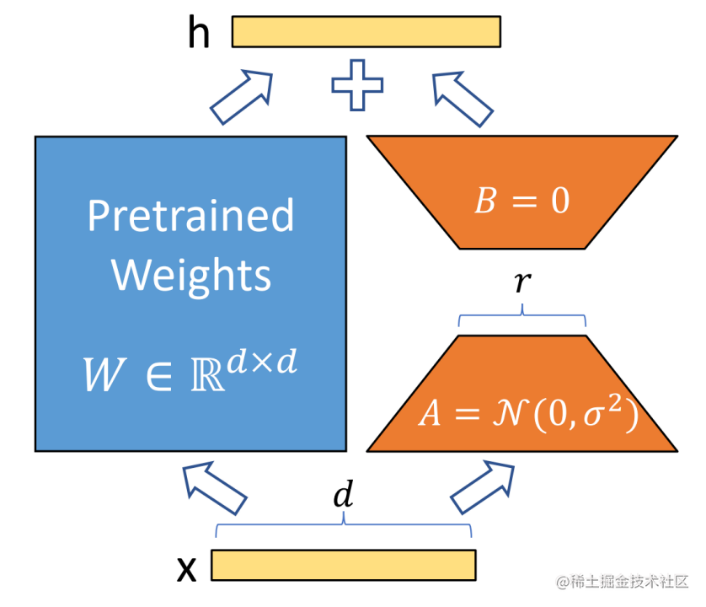 h
Pretrained
Weights
W ∈ ℝ^{d×d}
B = 0
r
A = 𝒩(0, σ²)
d
x
@稀土掘金技术社区